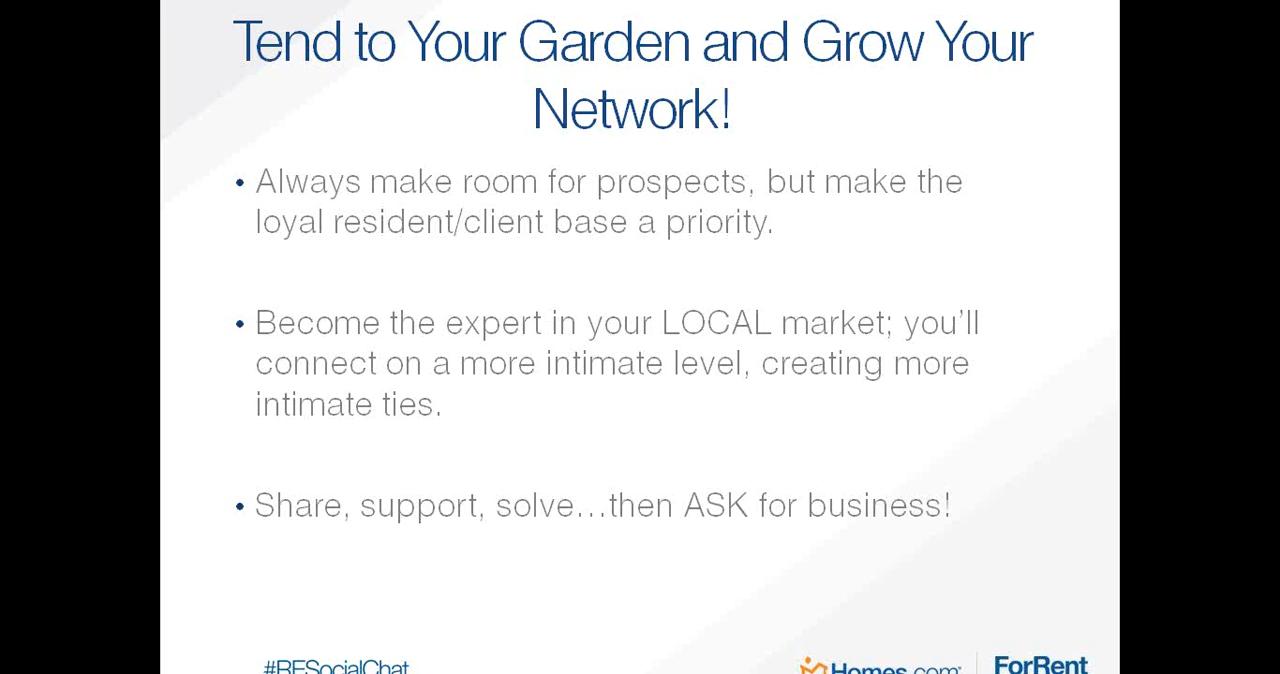 Tend to Your Garden and Grow Your
Network!
• Always make room for prospects, but make the
loyal resident/client base a priority.
• Become the expert in your LOCAL market; you'll
connect on a more intimate level, creating more
intimate ties.
• Share, support, solve...then ASK for business!
#RESocialChat
Homes.com
ForRent